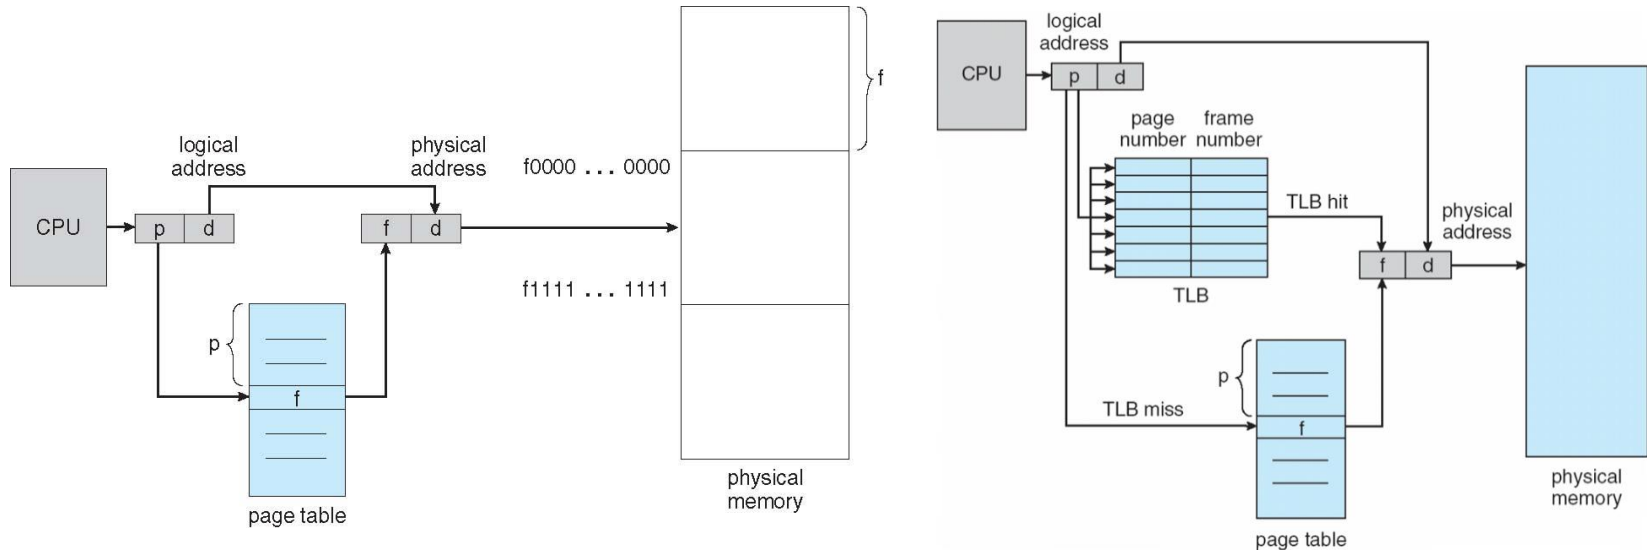 logical
address
physical
address
CPU
p
d
f
d
f0000 ... 0000
f1111 ... 1111
f
p
f
page table
physical
memory
logical
address
CPU
p
d
page
number
frame
number
TLB hit
TLB
physical
address
f
d
p
TLB miss
f
page table
physical
memory